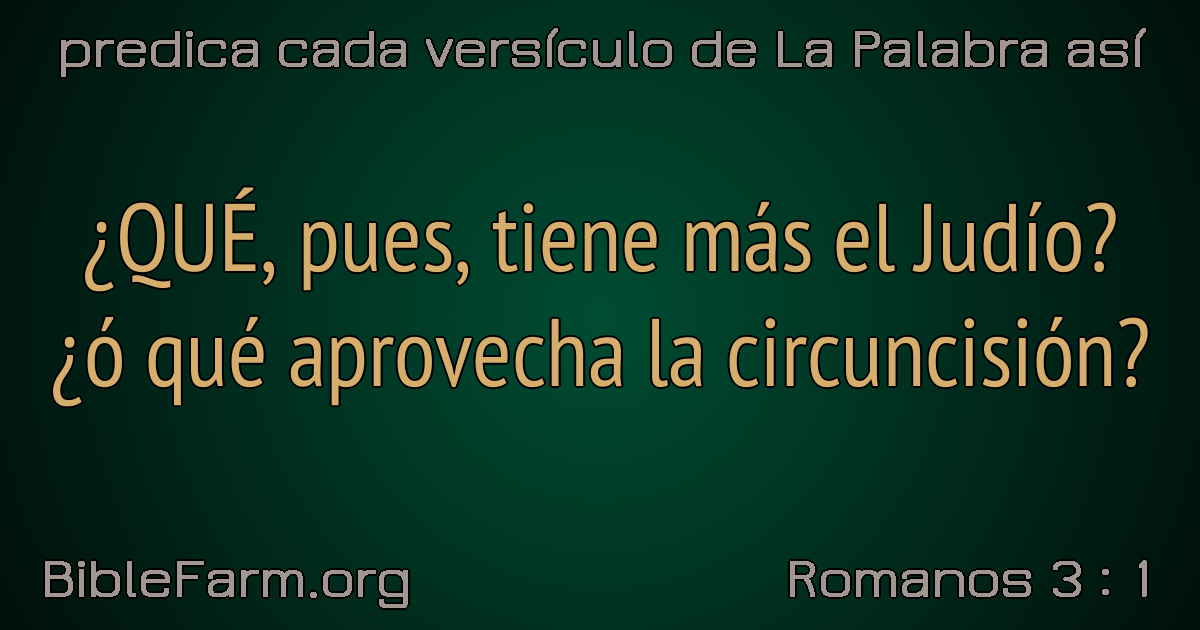 predica cada versículo de La Palabra así
¿QUÉ, pues, tiene más el Judío?
¿ó qué aprovecha la circuncisión?
BibleFarm.org
Romanos 3 : 1